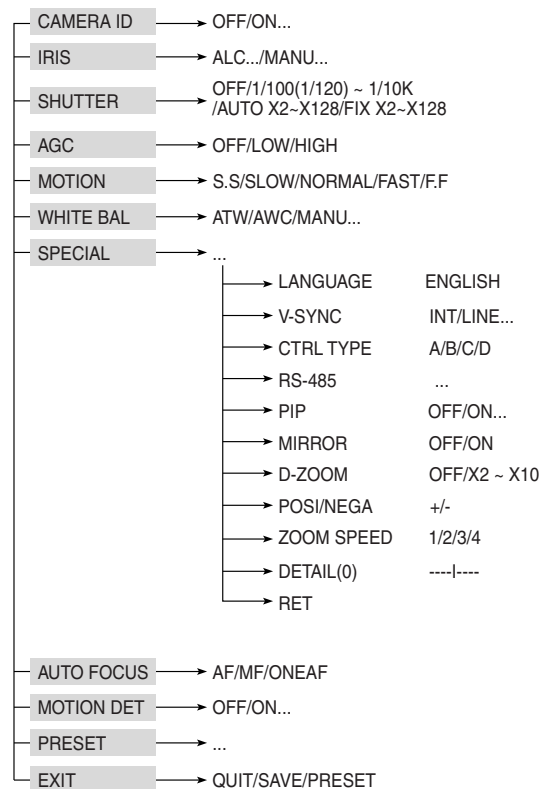 CAMERA ID OFF/ON...
IRIS ALC.../MANU...
SHUTTER OFF/1/100(1/120) ~ 1/10K
/AUTO X2~X128/FIX X2~X128
AGC OFF/LOW/HIGH
MOTION S.S/SLOW/NORMAL/FAST/F.F
WHITE BAL ATW/AWC/MANU...
SPECIAL ...
LANGUAGE ENGLISH
V-SYNC INT/LINE...
CTRL TYPE A/B/C/D
RS-485 ...
PIP OFF/ON...
MIRROR OFF/ON
D-ZOOM OFF/X2 ~ X10
POSI/NEGA +/-
ZOOM SPEED 1/2/3/4
DETAIL(0) ----I----
RET
AUTO FOCUS AF/MF/ONEAF
MOTION DET OFF/ON...
PRESET ...
EXIT QUIT/SAVE/PRESET